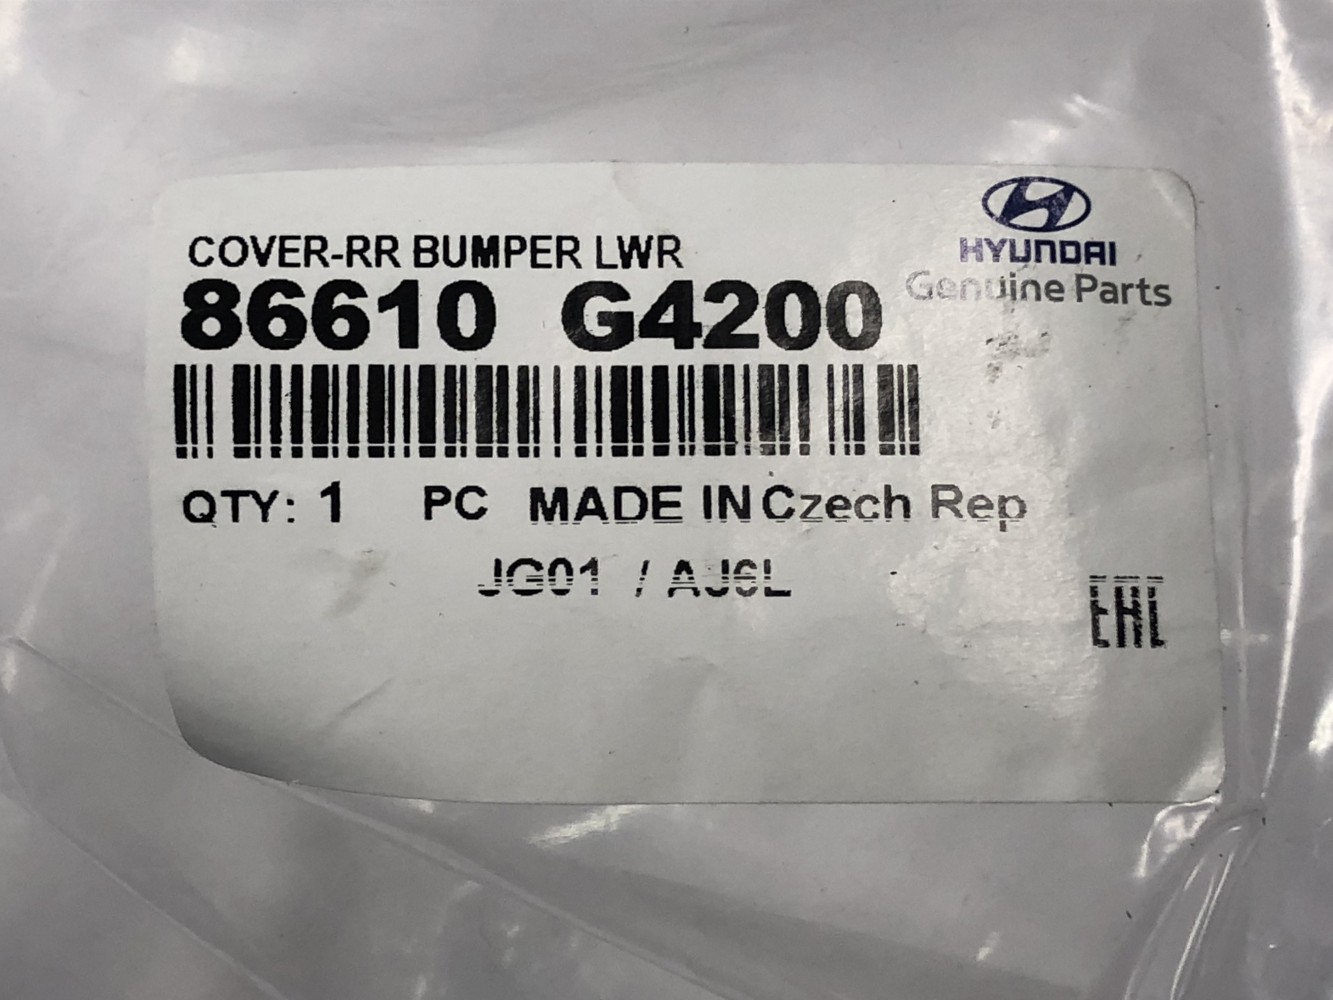 HYUNDAI
Genuine Parts
COVER-RR BUMPER LWR
86610 G4200
QTY: 1 PC MADE IN Czech Rep
JG01 / AJ6L
EAC